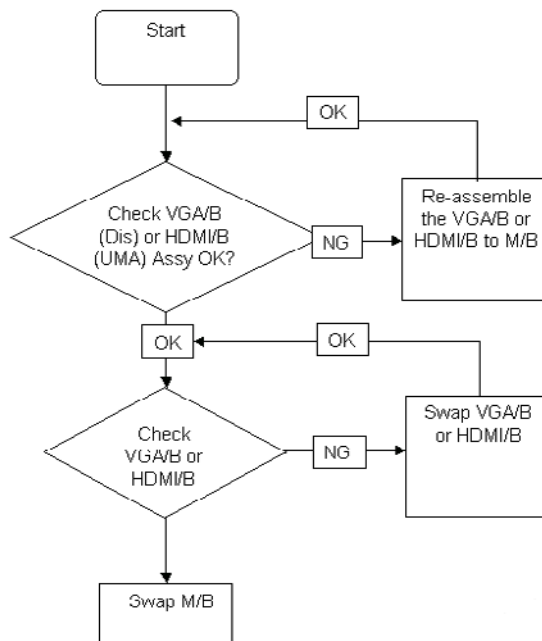 Start
OK
Check VGA/B
(Dis) or HDMI/B
(UMA) Assy OK?
NG
Re-assemble
the VGA/B or
HDMI/B to M/B
OK
OK
Check
VGA/B or
HDMI/B
NG
Swap VGA/B
or HDMI/B
Swap M/B